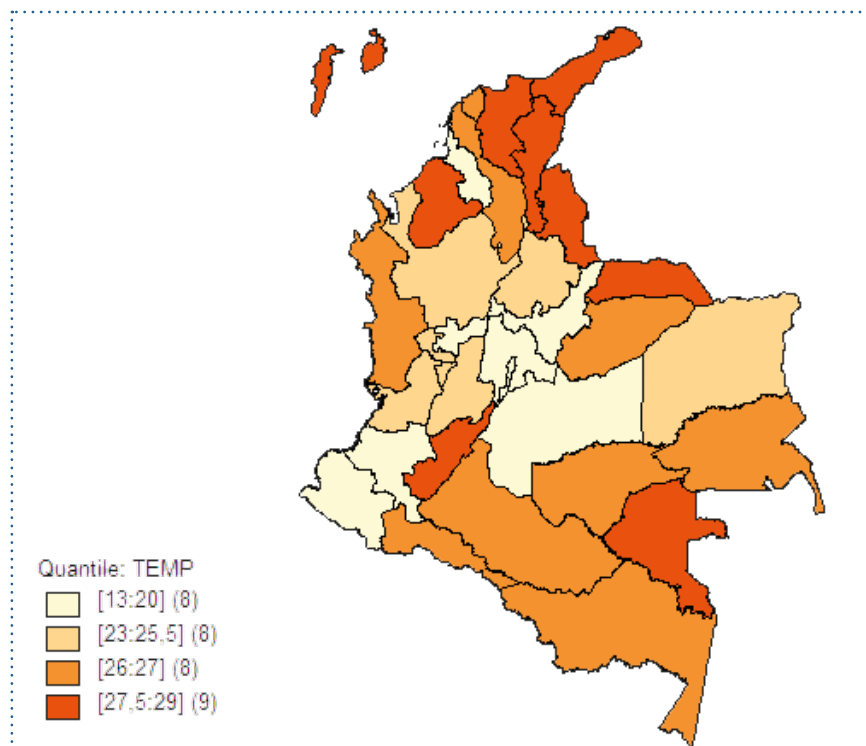 Quantile: TEMP
[13:20] (8)
[23:25,5] (8)
[26:27] (8)
[27,5:29] (9)